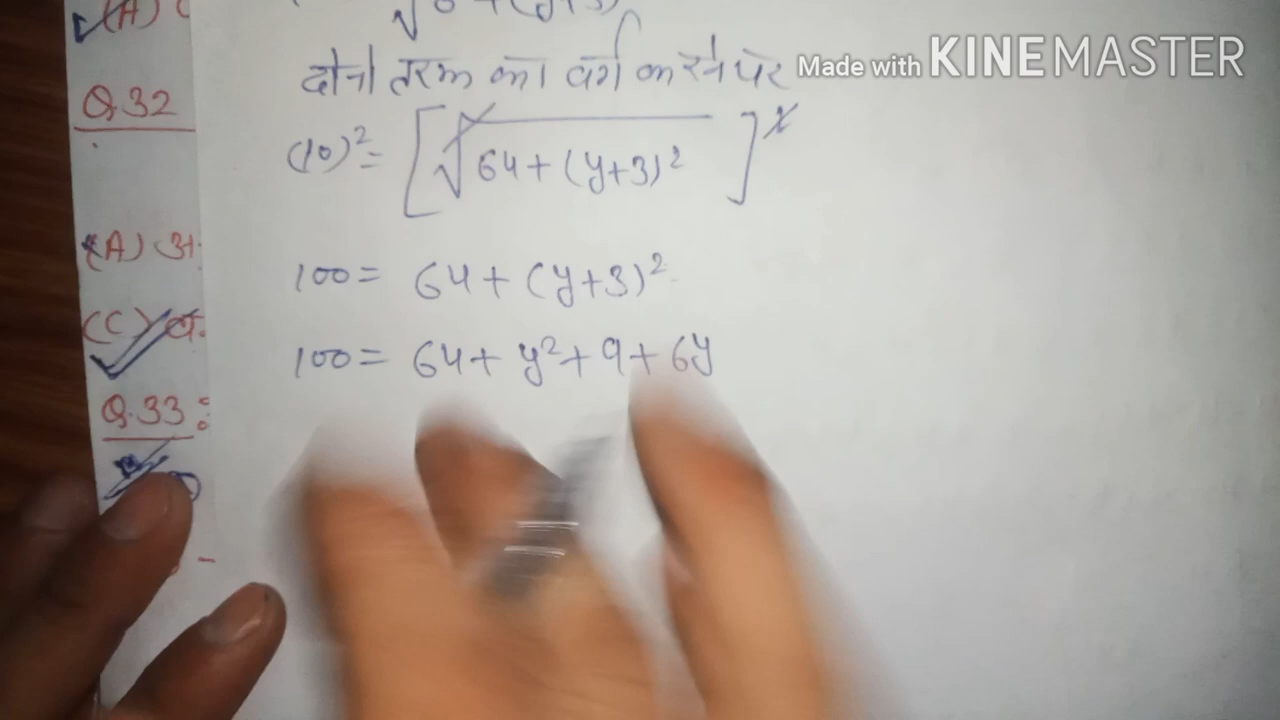 (A)
दोनो तरफ का वर्ग करने पर
Made with KINEMASTER
Q.32
(10)² = [√64+(y+3)²]²
(A) अ.
100 = 64+(y+3)²
(C) ब.
100 = 64+ y²+9+6y
Q.33: